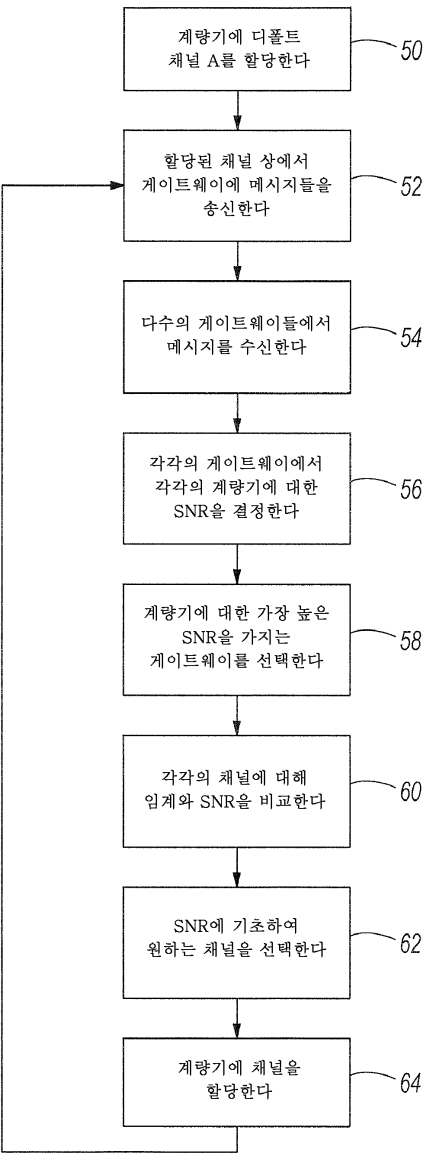 계량기에 디폴트
채널 A를 할당한다
50
할당된 채널 상에서
게이트웨이에 메시지들을
송신한다
52
다수의 게이트웨이들에서
메시지를 수신한다
54
각각의 게이트웨이에서
각각의 계량기에 대한
SNR을 결정한다
56
계량기에 대한 가장 높은
SNR을 가지는
게이트웨이를 선택한다
58
각각의 채널에 대해
임계와 SNR을 비교한다
60
SNR에 기초하여
원하는 채널을 선택한다
62
계량기에 채널을
할당한다
64